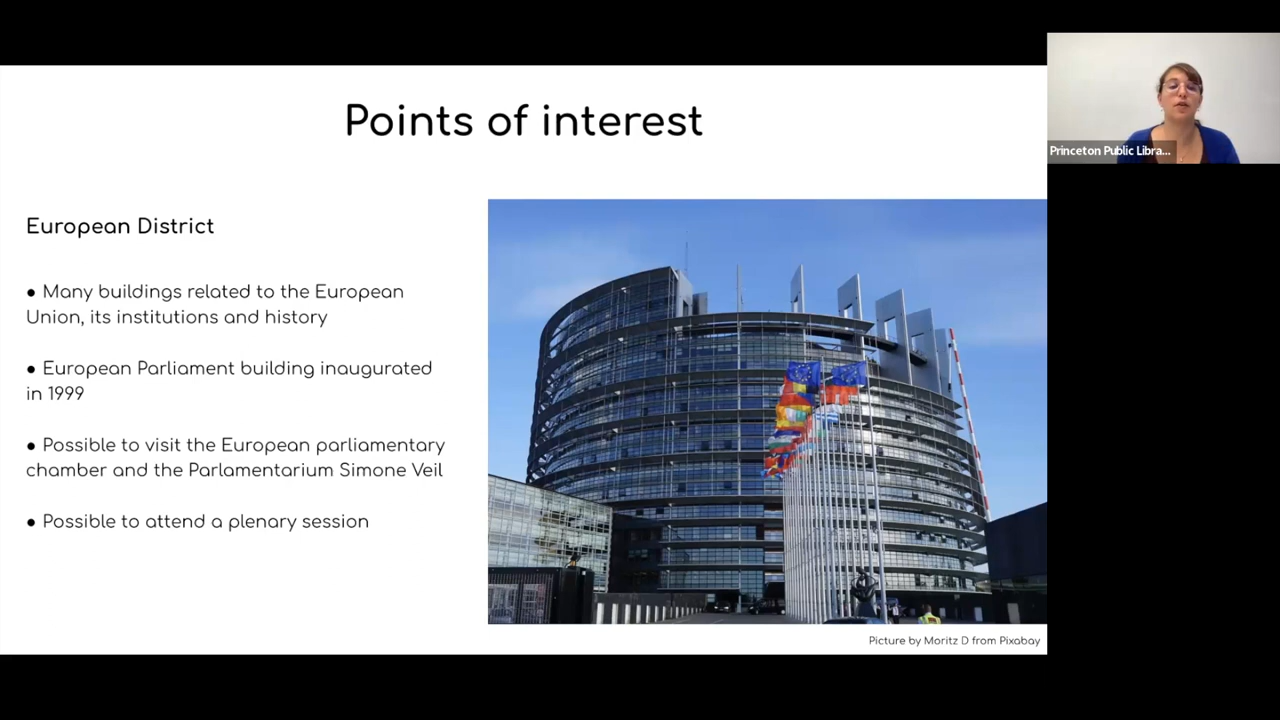 Points of interest
Princeton Public Libra...
European District
● Many buildings related to the European
Union, its institutions and history
● European Parliament building inaugurated
in 1999
● Possible to visit the European parliamentary
chamber and the Parlamentarium Simone Veil
● Possible to attend a plenary session
Picture by Moritz D from Pixabay